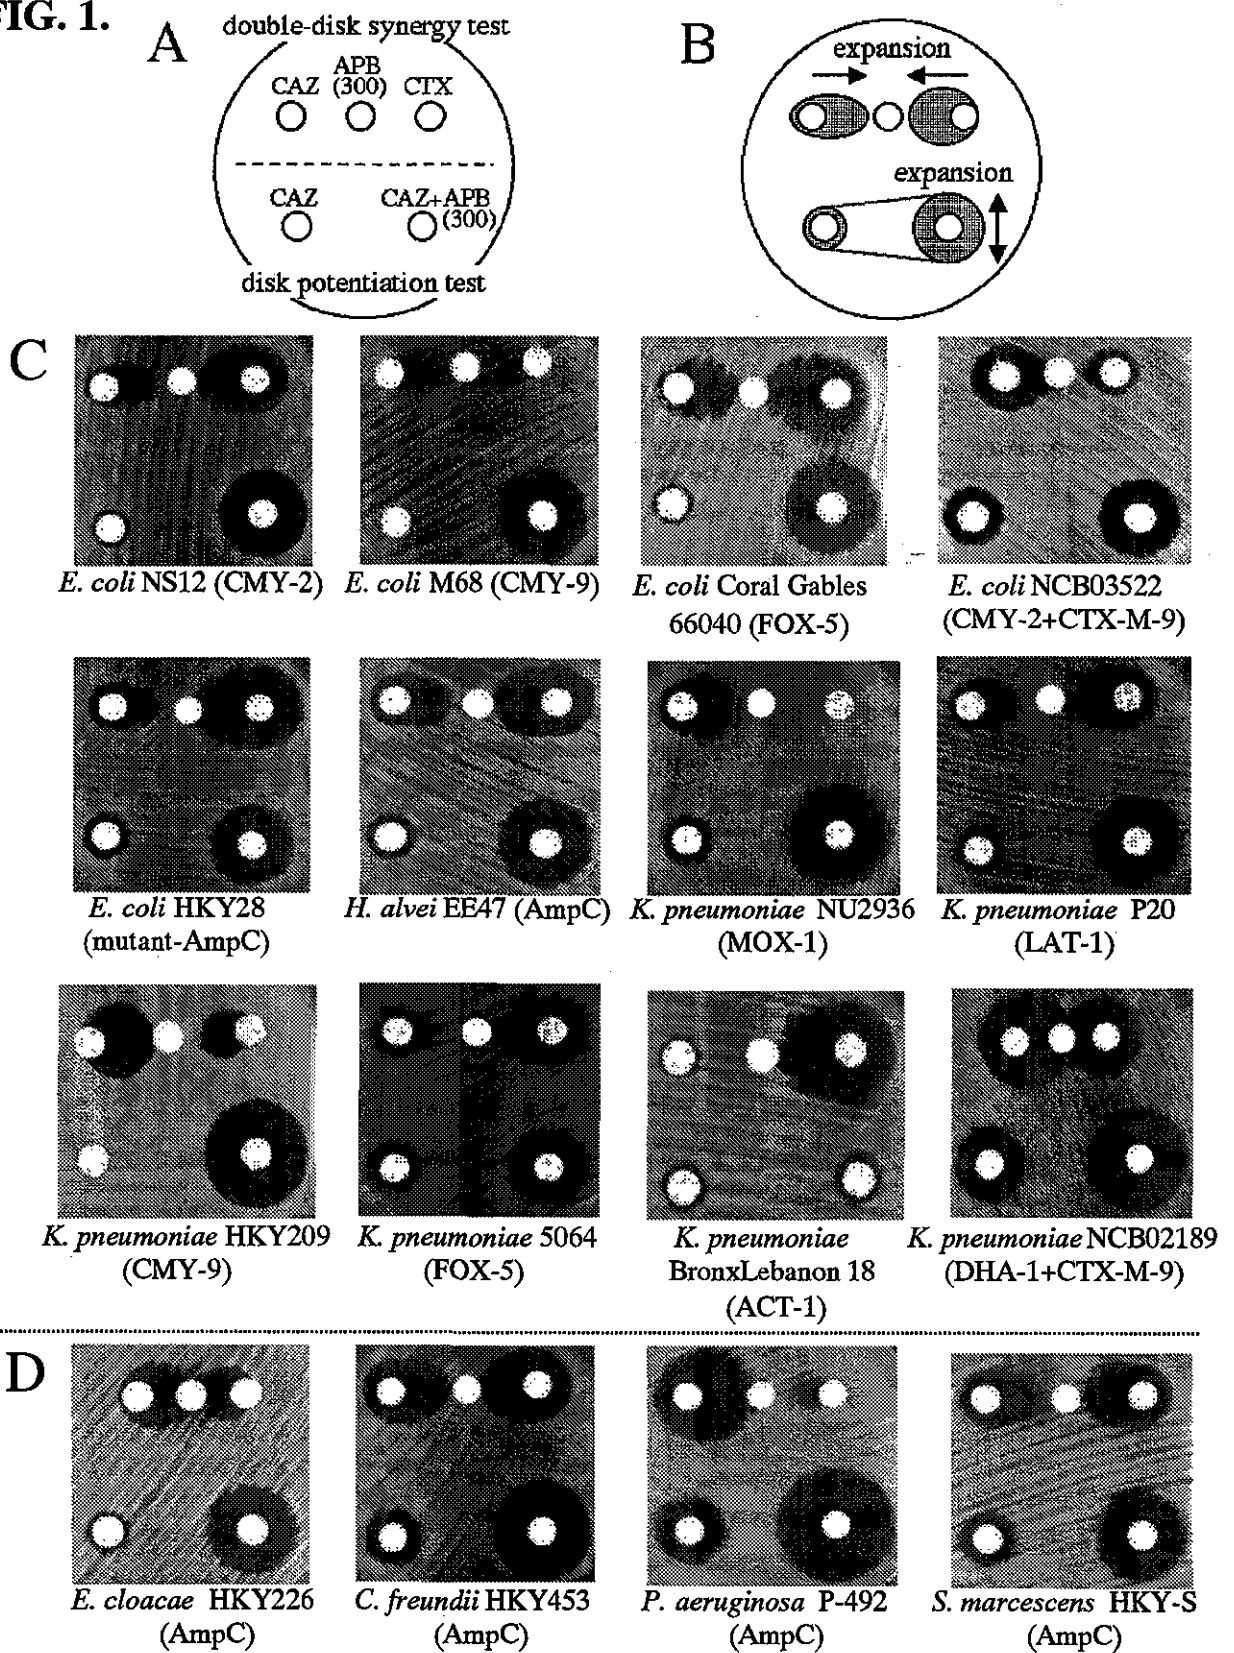 FIG. 1.
A
double-disk synergy test
CAZ
APB
(300)
CTX
CAZ
CAZ+APB
(300)
disk potentiation test
B
expansion
expansion
C
E. coli NS12 (CMY-2)
E. coli M68 (CMY-9)
E. coli Coral Gables
66040 (FOX-5)
E. coli NCB03522
(CMY-2+CTX-M-9)
E. coli HKY28
(mutant-AmpC)
H. alvei EE47 (AmpC)
K. pneumoniae NU2936
(MOX-1)
K. pneumoniae P20
(LAT-1)
K. pneumoniae HKY209
(CMY-9)
K. pneumoniae 5064
(FOX-5)
K. pneumoniae
BronxLebanon 18
(ACT-1)
K. pneumoniae NCB02189
(DHA-1+CTX-M-9)
D
E. cloacae HKY226
(AmpC)
C. freundii HKY453
(AmpC)
P. aeruginosa P-492
(AmpC)
S. marcescens HKY-S
(AmpC)